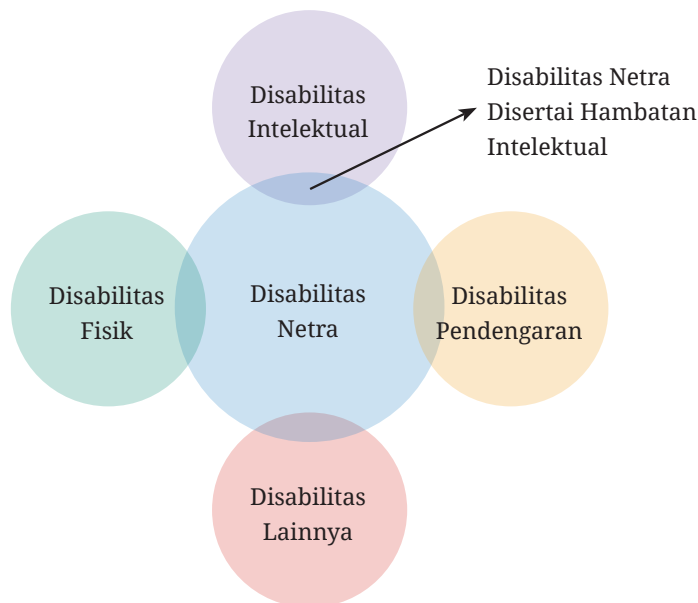 Disabilitas
Intelektual
Disabilitas Netra
Disertai Hambatan
Intelektual
Disabilitas
Fisik
Disabilitas
Netra
Disabilitas
Pendengaran
Disabilitas
Lainnya